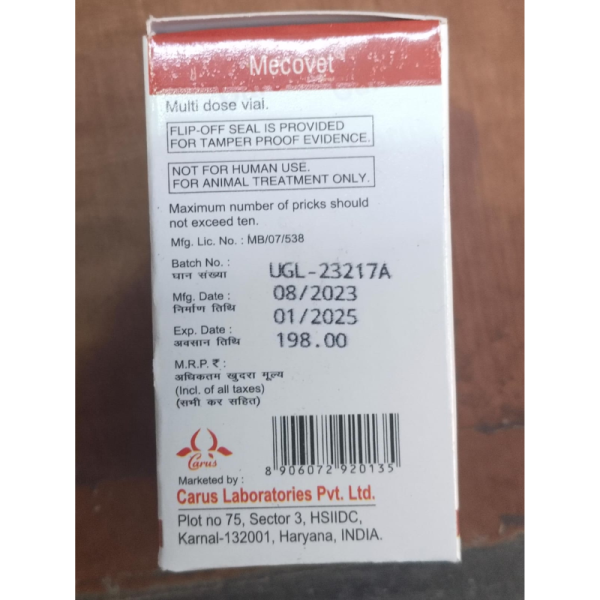 Mecovet
Multi dose vial.
FLIP-OFF SEAL IS PROVIDED
FOR TAMPER PROOF EVIDENCE.
NOT FOR HUMAN USE.
FOR ANIMAL TREATMENT ONLY.
Maximum number of pricks should
not exceed ten.
Mfg. Lic. No. : MB/07/538
Batch No. :
घान संख्या
UGL-23217A
Mfg. Date :
निर्माण तिथि
08/2023
01/2025
Exp. Date :
अवसान तिथि
198.00
M.R.P. ₹ :
अधिकतम खुदरा मूल्य
(Incl. of all taxes)
(सभी कर सहित)
8 906072 920135
Carus
Marketed by :
Carus Laboratories Pvt. Ltd.
Plot no 75, Sector 3, HSIIDC,
Karnal-132001, Haryana, INDIA.